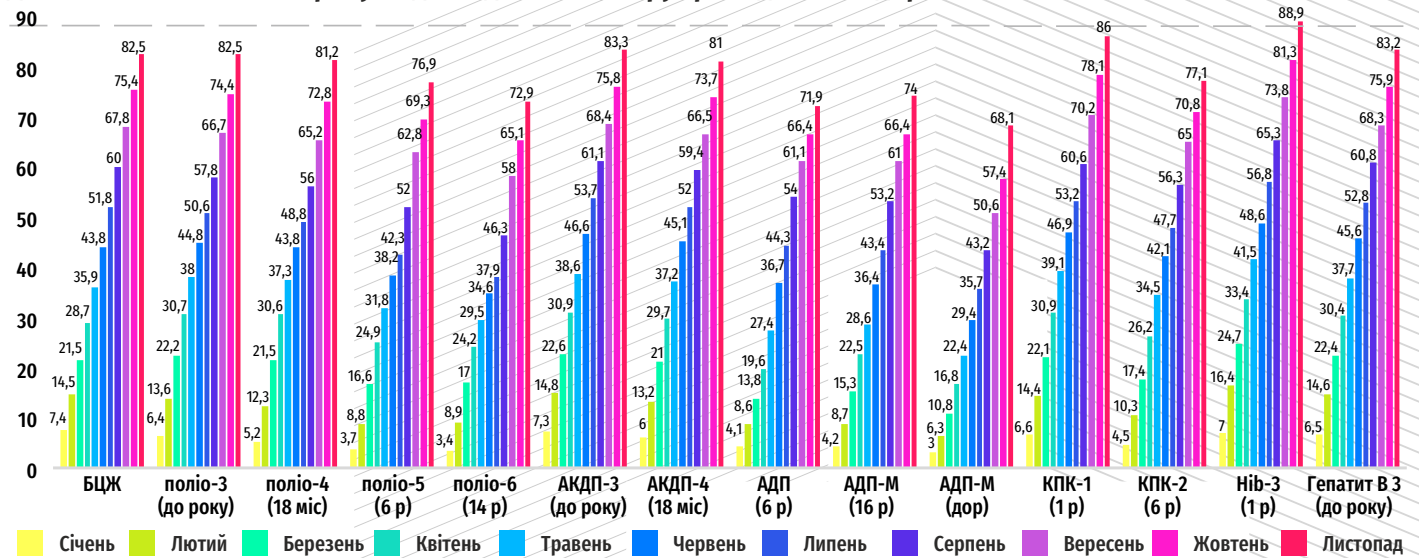 90
80
70
60
50
40
30
20
10
0
7,4 14,5 21,5 28,7 35,9 43,8 51,8 60 67,8 75,4 82,5
6,4 13,6 22,2 30,7 38 44,8 50,6 57,8 66,7 74,4 82,5
5,2 12,3 21,5 30,6 37,3 43,8 48,8 56 65,2 72,8 81,2
3,7 8,8 16,6 24,9 31,8 38,2 42,3 52 62,8 69,3 76,9
3,4 8,9 17 24,2 29,5 34,6 37,9 46,3 58 65,1 72,9
7,3 14,8 22,6 30,9 38,6 46,6 53,7 61,1 68,4 75,8 83,3
6 13,2 21 29,7 37,2 45,1 52 59,4 66,5 73,7 81
4,1 8,6 13,8 19,6 27,4 36,7 44,3 54 61,1 66,4 71,9
4,2 8,7 15,3 22,5 28,6 36,4 43,4 53,2 61 66,4 74
3 6,3 10,8 16,8 22,4 29,4 35,7 43,2 50,6 57,4 68,1
6,6 14,4 22,1 30,9 39,1 46,9 53,2 60,6 70,2 78,1 86
4,5 10,3 17,4 26,2 34,5 42,1 47,7 56,3 65 70,8 77,1
7 16,4 24,7 33,4 41,5 48,6 56,8 65,3 73,8 81,3 88,9
6,5 14,6 22,4 30,4 37,7 45,6 52,8 60,8 68,3 75,9 83,2
БЦЖ
поліо-3
(до року)
поліо-4
(18 міс)
поліо-5
(6 р)
поліо-6
(14 р)
АКДП-3
(до року)
АКДП-4
(18 міс)
АДП
(6 р)
АДП-М
(16 р)
АДП-М
(дор)
КПК-1
(1 р)
КПК-2
(6 р)
Hib-3
(1 р)
Гепатит В 3
(до року)
Січень Лютий Березень Квітень Травень Червень Липень Серпень Вересень Жовтень Листопад